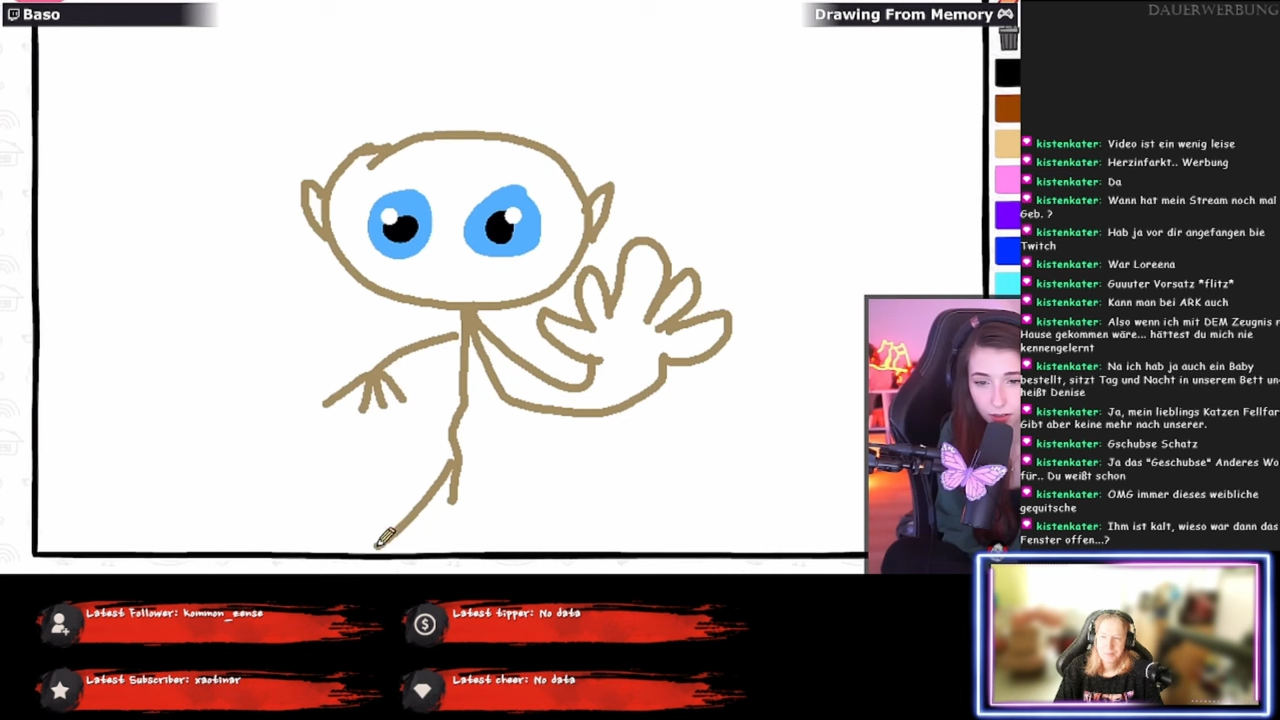 Baso
Drawing From Memory
DAUERWERBUNG
kistenkater: Video ist ein wenig leise
kistenkater: Herzinfarkt.. Werbung
kistenkater: Da
kistenkater: Wann hat mein Stream noch mal
Geb. ?
kistenkater: Hab ja vor dir angefangen bie
Twitch
kistenkater: War Loreena
kistenkater: Guuuter Vorsatz *flitz*
kistenkater: Kann man bei ARK auch
kistenkater: Also wenn ich mit DEM Zeugnis n
Hause gekommen wäre... hättest du mich nie
kennengelernt
kistenkater: Na ich hab ja auch ein Baby
bestellt, sitzt Tag und Nacht in unserem Bett un
heißt Denise
kistenkater: Ja, mein lieblings Katzen Fellfar
Gibt aber keine mehr nach unserer.
kistenkater: Gschubse Schatz
kistenkater: Ja das "Geschubse" Anderes Wo
für.. Du weißt schon
kistenkater: OMG immer dieses weibliche
gequitsche
kistenkater: Ihm ist kalt, wieso war dann das
Fenster offen...?
Latest Follower: Kommon_zense
Latest tipper: No data
Latest Subscriber: xaotinar
Latest cheer: No data